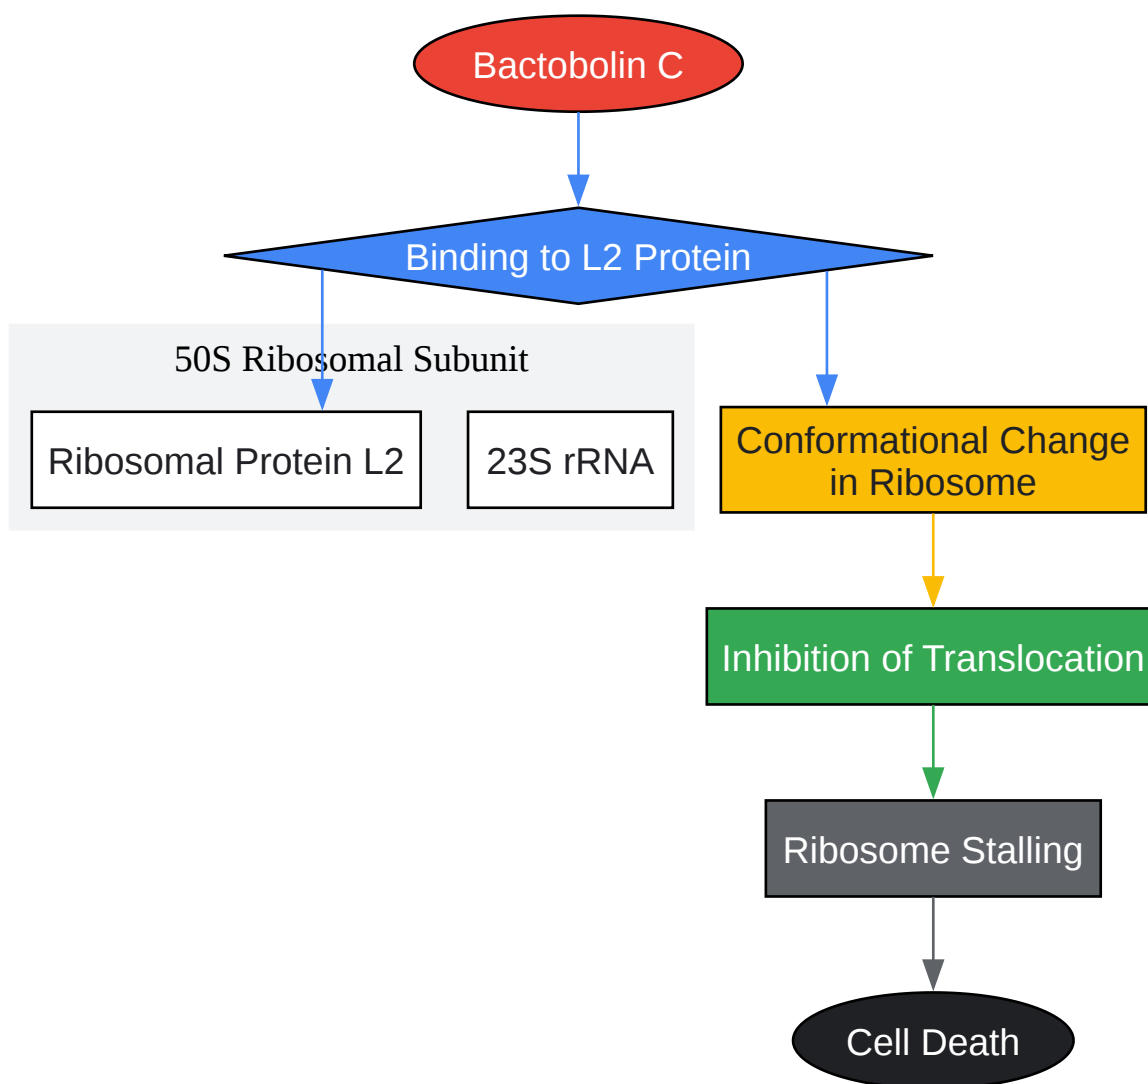 Bactobolin C
Binding to L2 Protein
50S Ribosomal Subunit
Ribosomal Protein L2
23S rRNA
Conformational Change
in Ribosome
Inhibition of Translocation
Ribosome Stalling
Cell Death